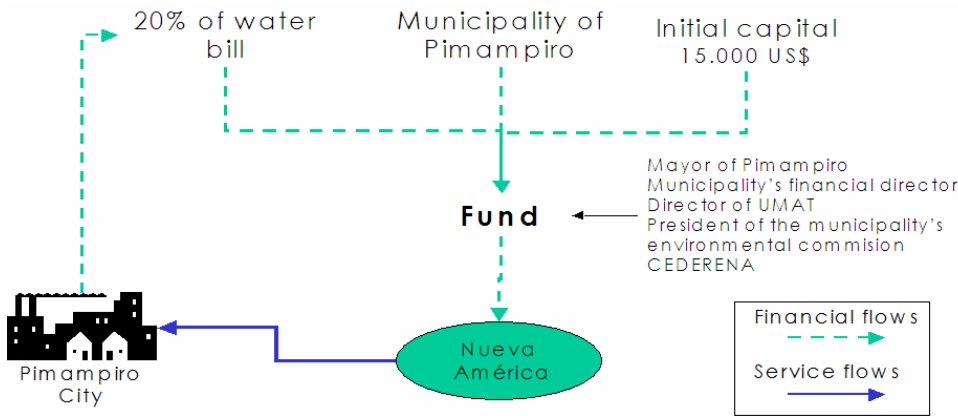 20% of water
bill
Municipality of
Pimampiro
Initial capital
15.000 US$
Mayor of Pimampiro
Municipality's financial director
Director of UMAT
President of the municipality's
environmental commision
CEDERENA
Fund
Nueva
América
Pimampiro
City
Financial flows
Service flows